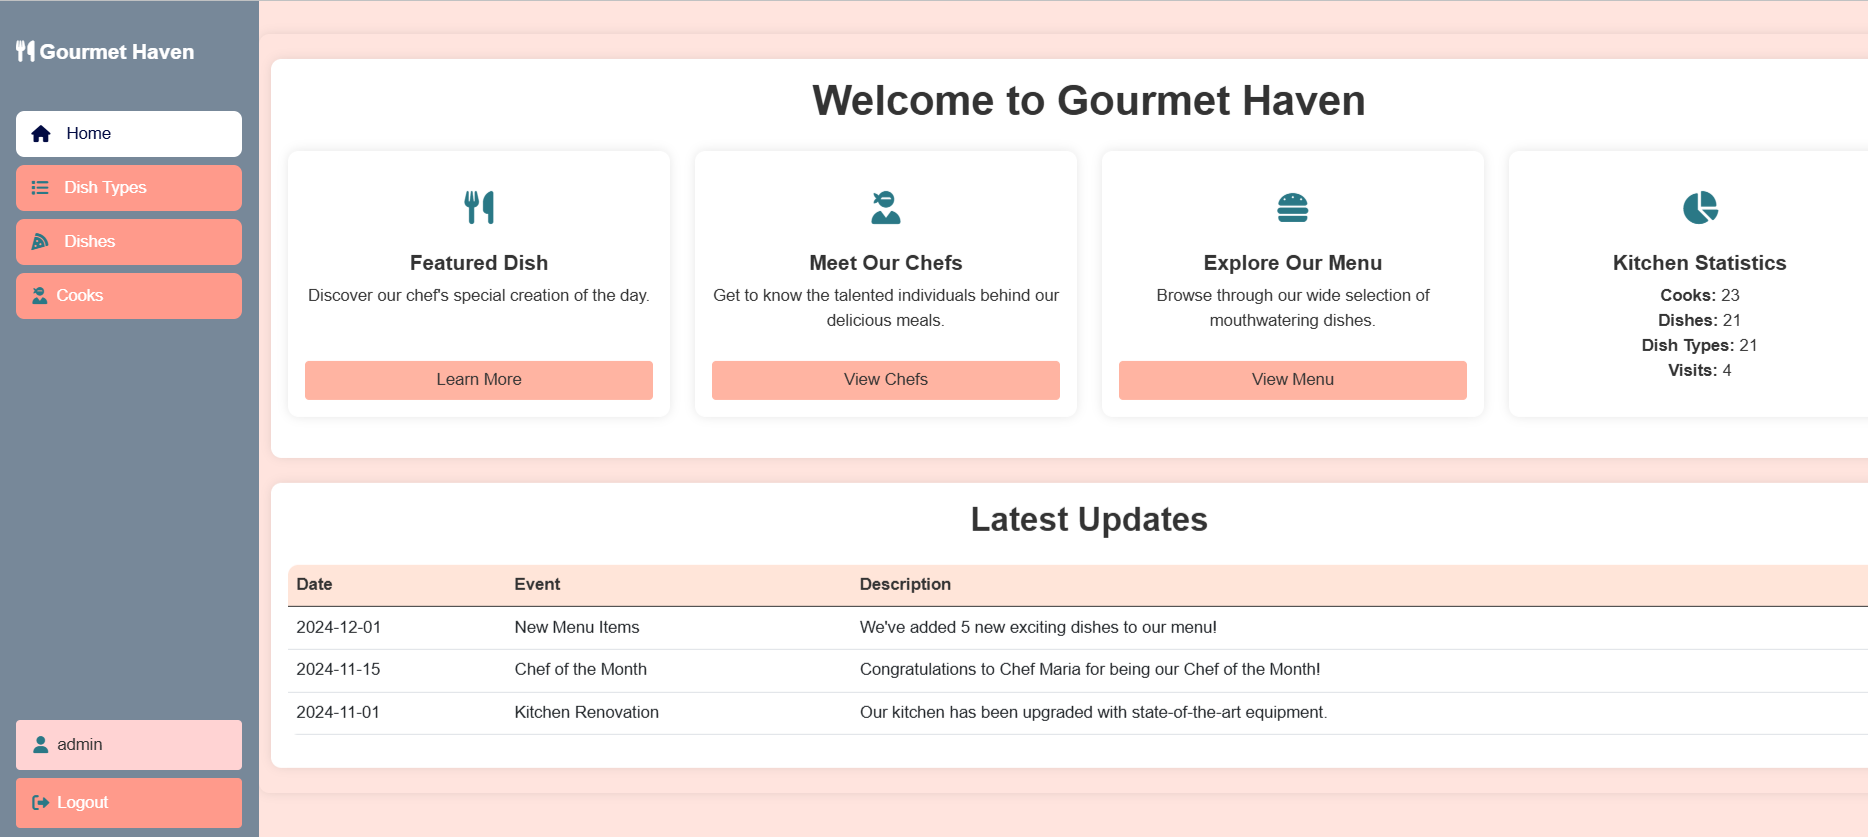 Gourmet Haven
Home
Dish Types
Dishes
Cooks
admin
Logout
Welcome to Gourmet Haven
Featured Dish
Discover our chef's special creation of the day.
Learn More
Meet Our Chefs
Get to know the talented individuals behind our
delicious meals.
View Chefs
Explore Our Menu
Browse through our wide selection of
mouthwatering dishes.
View Menu
Kitchen Statistics
Cooks: 23
Dishes: 21
Dish Types: 21
Visits: 4
Latest Updates
Date Event Description
2024-12-01 New Menu Items We've added 5 new exciting dishes to our menu!
2024-11-15 Chef of the Month Congratulations to Chef Maria for being our Chef of the Month!
2024-11-01 Kitchen Renovation Our kitchen has been upgraded with state-of-the-art equipment.